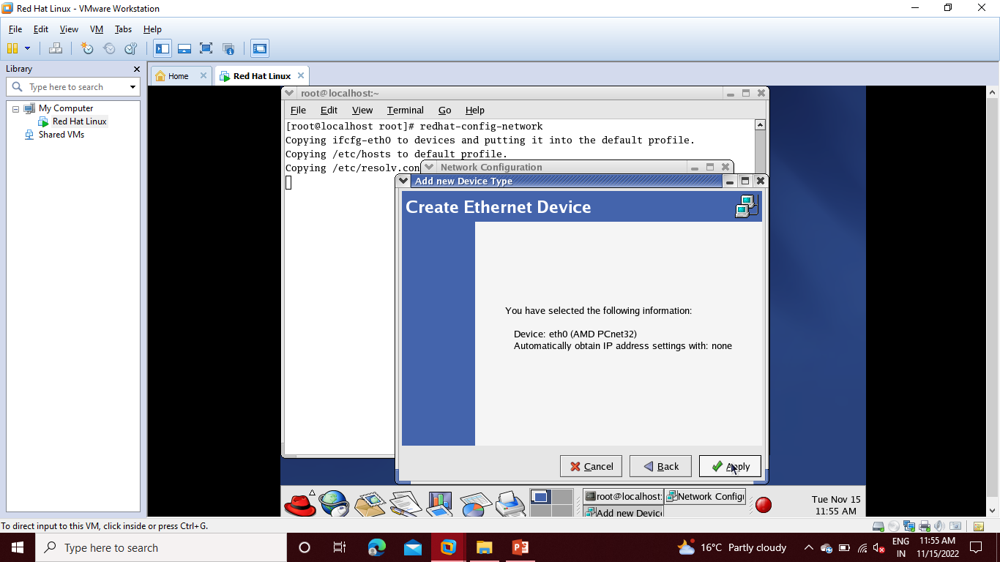 Red Hat Linux - VMware Workstation
File Edit View VM Tabs Help
Library
Type here to search
My Computer
Red Hat Linux
Shared VMs
Home
Red Hat Linux
root@localhost:~
File Edit View Terminal Go Help
[root@localhost root]# redhat-config-network
Copying ifcfg-eth0 to devices and putting it into the default profile.
Copying /etc/hosts to default profile.
Copying /etc/resolv.con
Network Configuration
Add new Device Type
Create Ethernet Device
You have selected the following information:
Device: eth0 (AMD PCnet32)
Automatically obtain IP address settings with: none
Cancel Back Apply
root@localhost: Network Configu
Add new Device
Tue Nov 15
11:55 AM
To direct input to this VM, click inside or press Ctrl+G.
Type here to search
16°C Partly cloudy
ENG
IN
11:55 AM
11/15/2022